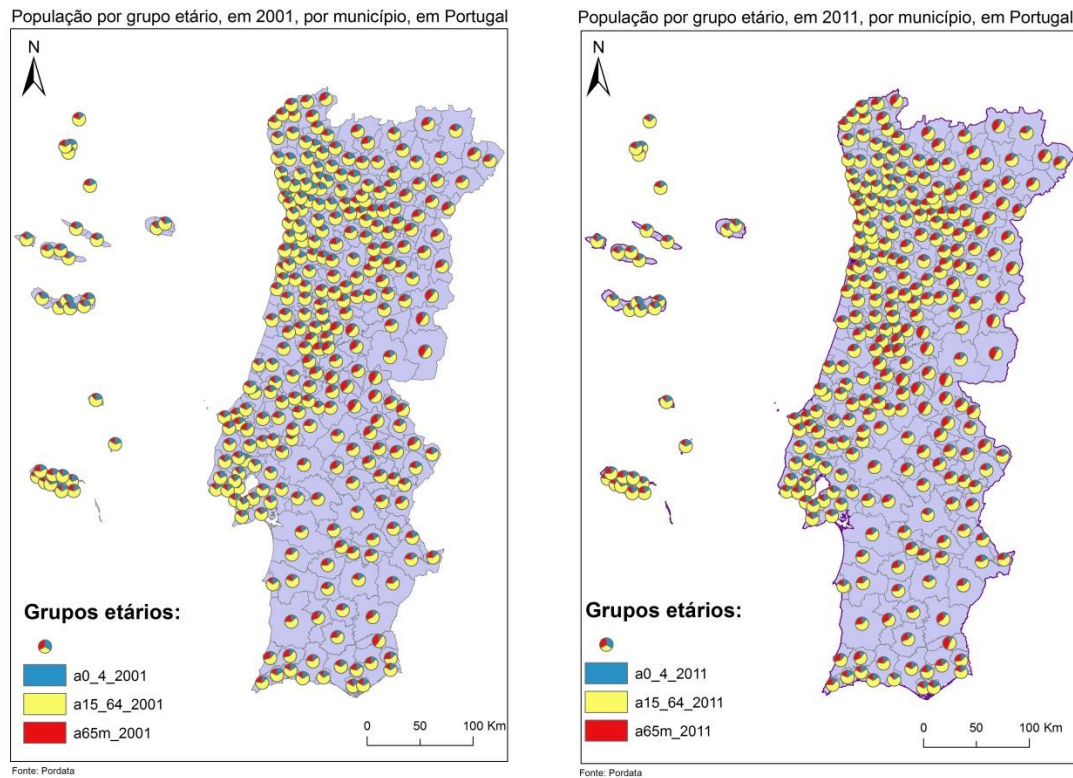 População por grupo etário, em 2001, por município, em Portugal
N
Grupos etários:
a0_4_2001
a15_64_2001
a65m_2001
0 50 100 Km
Fonte: Pordata
População por grupo etário, em 2011, por município, em Portugal
N
Grupos etários:
a0_4_2011
a15_64_2011
a65m_2011
0 50 100 Km
Fonte: Pordata